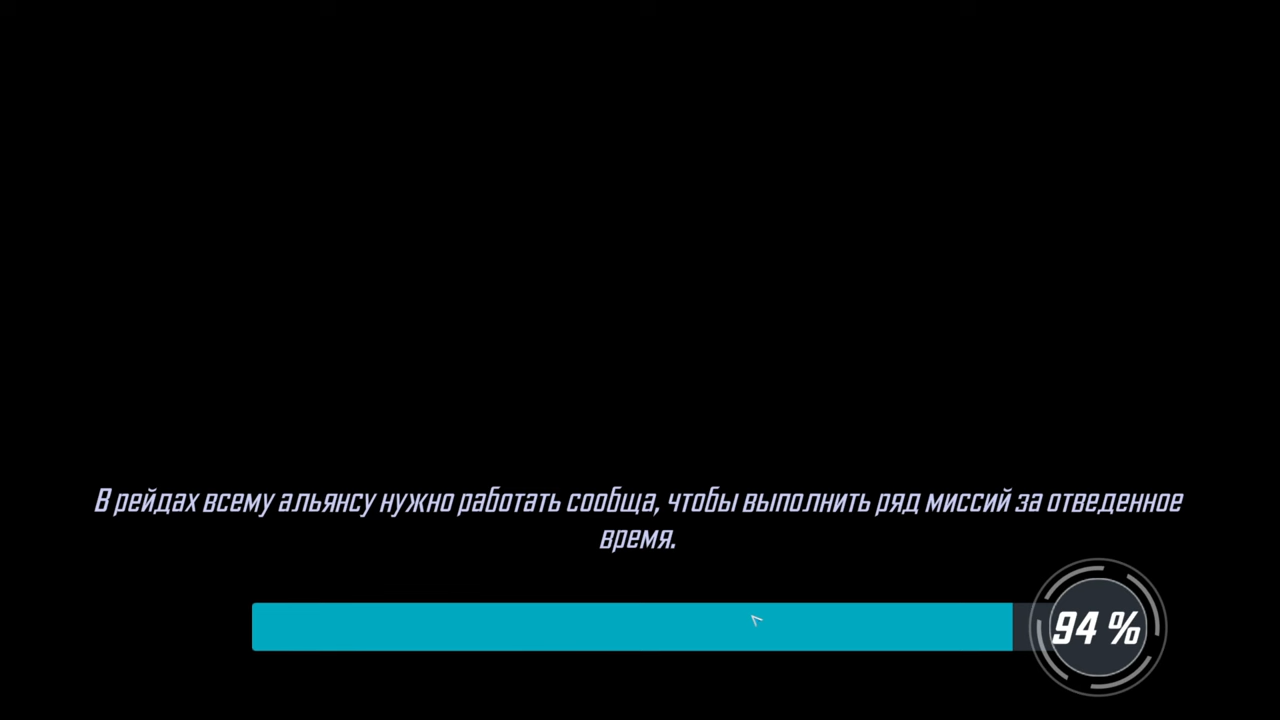 В рейдах всему альянсу нужно работать сообща, чтобы выполнить ряд миссий за отведенное
время.
94 %